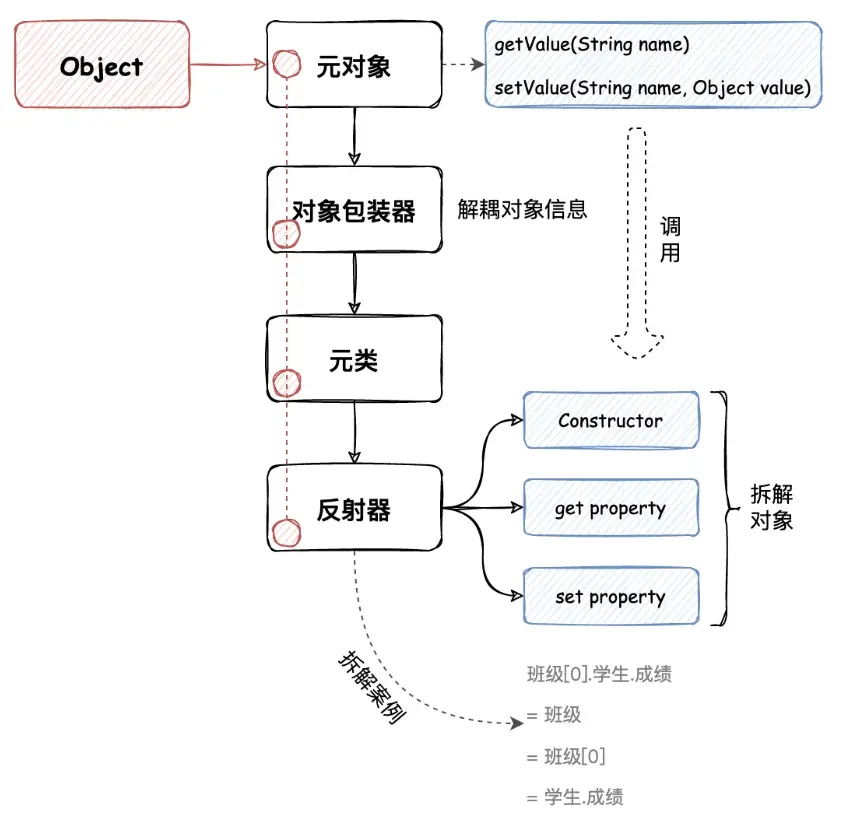 Object
元对象
getValue(String name)
setValue(String name, Object value)
对象包装器
解耦对象信息
调
用
元类
反射器
Constructor
get property
set property
拆解
对象
拆解案例
班级[0].学生.成绩
= 班级
= 班级[0]
= 学生.成绩